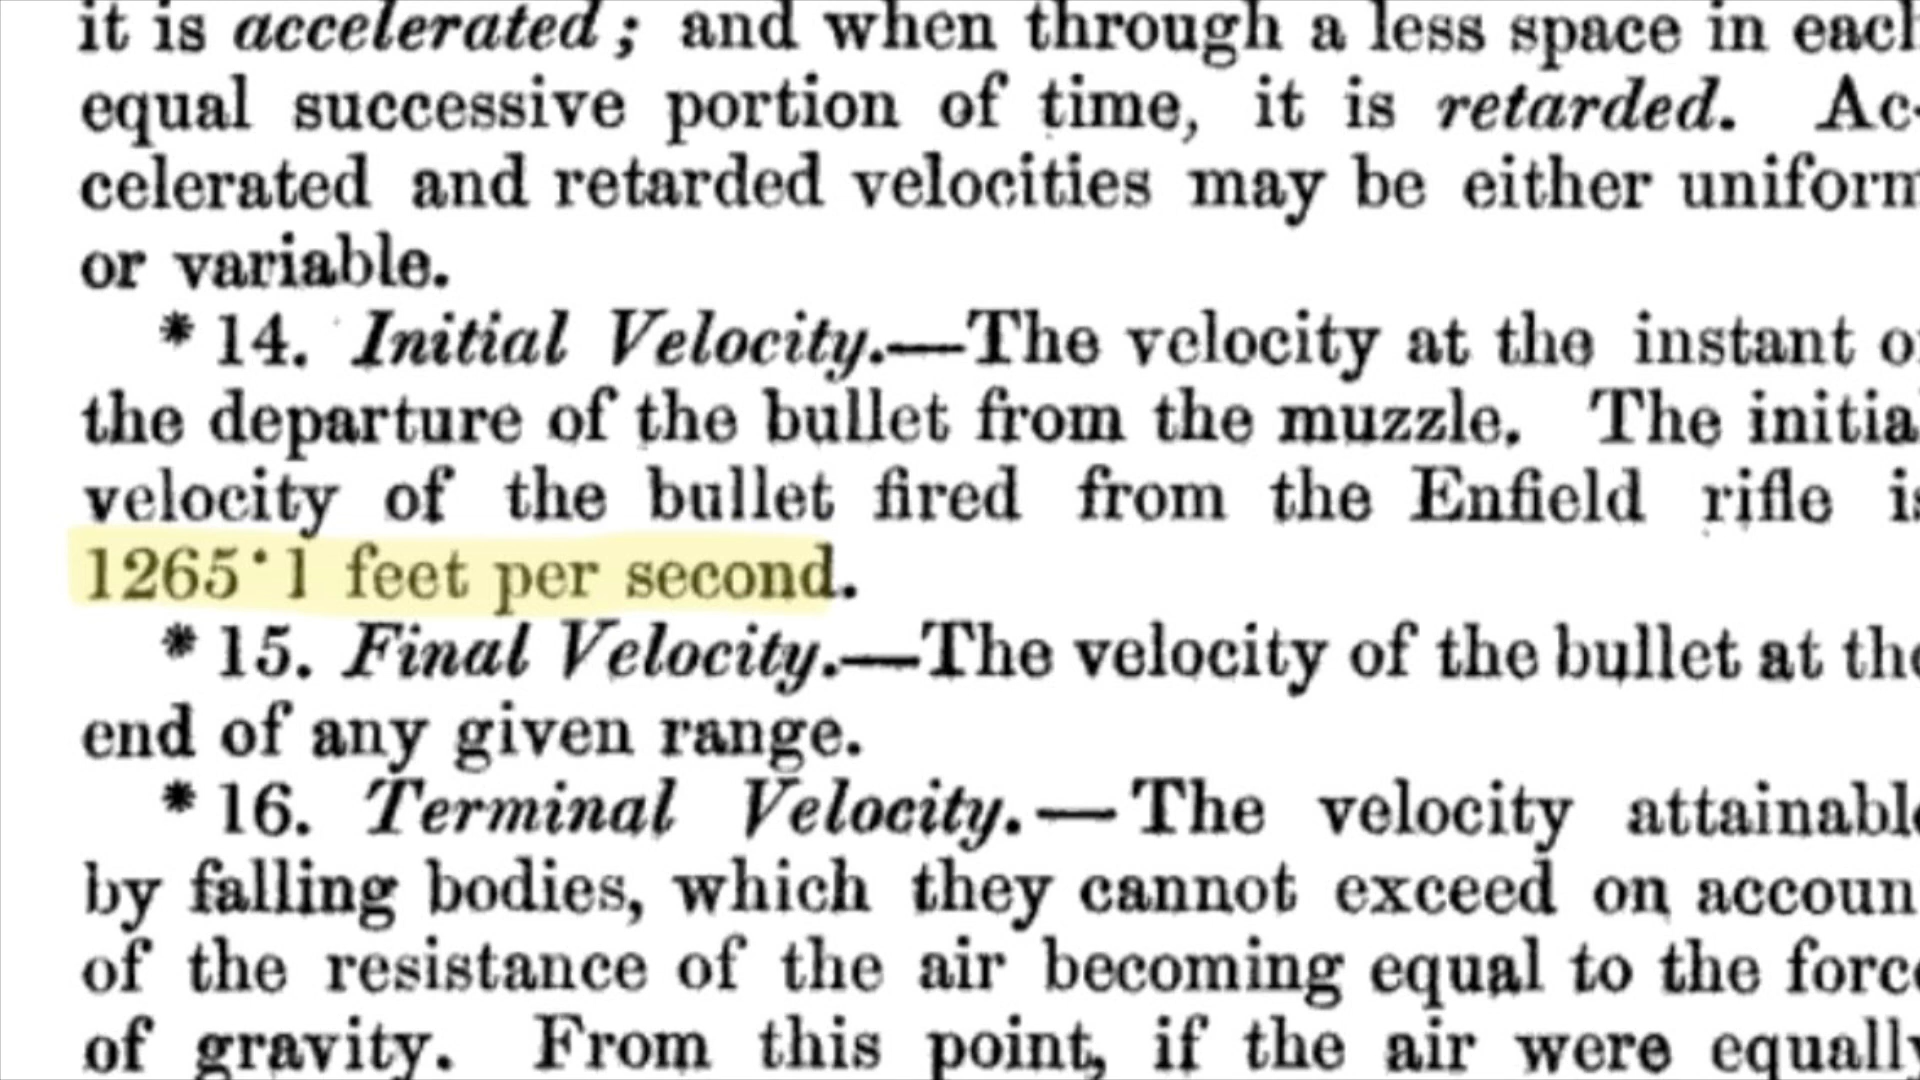 it is accelerated; and when through a less space in each
equal successive portion of time, it is retarded. Ac-
celerated and retarded velocities may be either uniform
or variable.
* 14. Initial Velocity.—The velocity at the instant of
the departure of the bullet from the muzzle. The initia
velocity of the bullet fired from the Enfield rifle is
1265·1 feet per second.
* 15. Final Velocity.—The velocity of the bullet at the
end of any given range.
* 16. Terminal Velocity.—The velocity attainable
by falling bodies, which they cannot exceed on accoun
of the resistance of the air becoming equal to the force
of gravity. From this point, if the air were equally